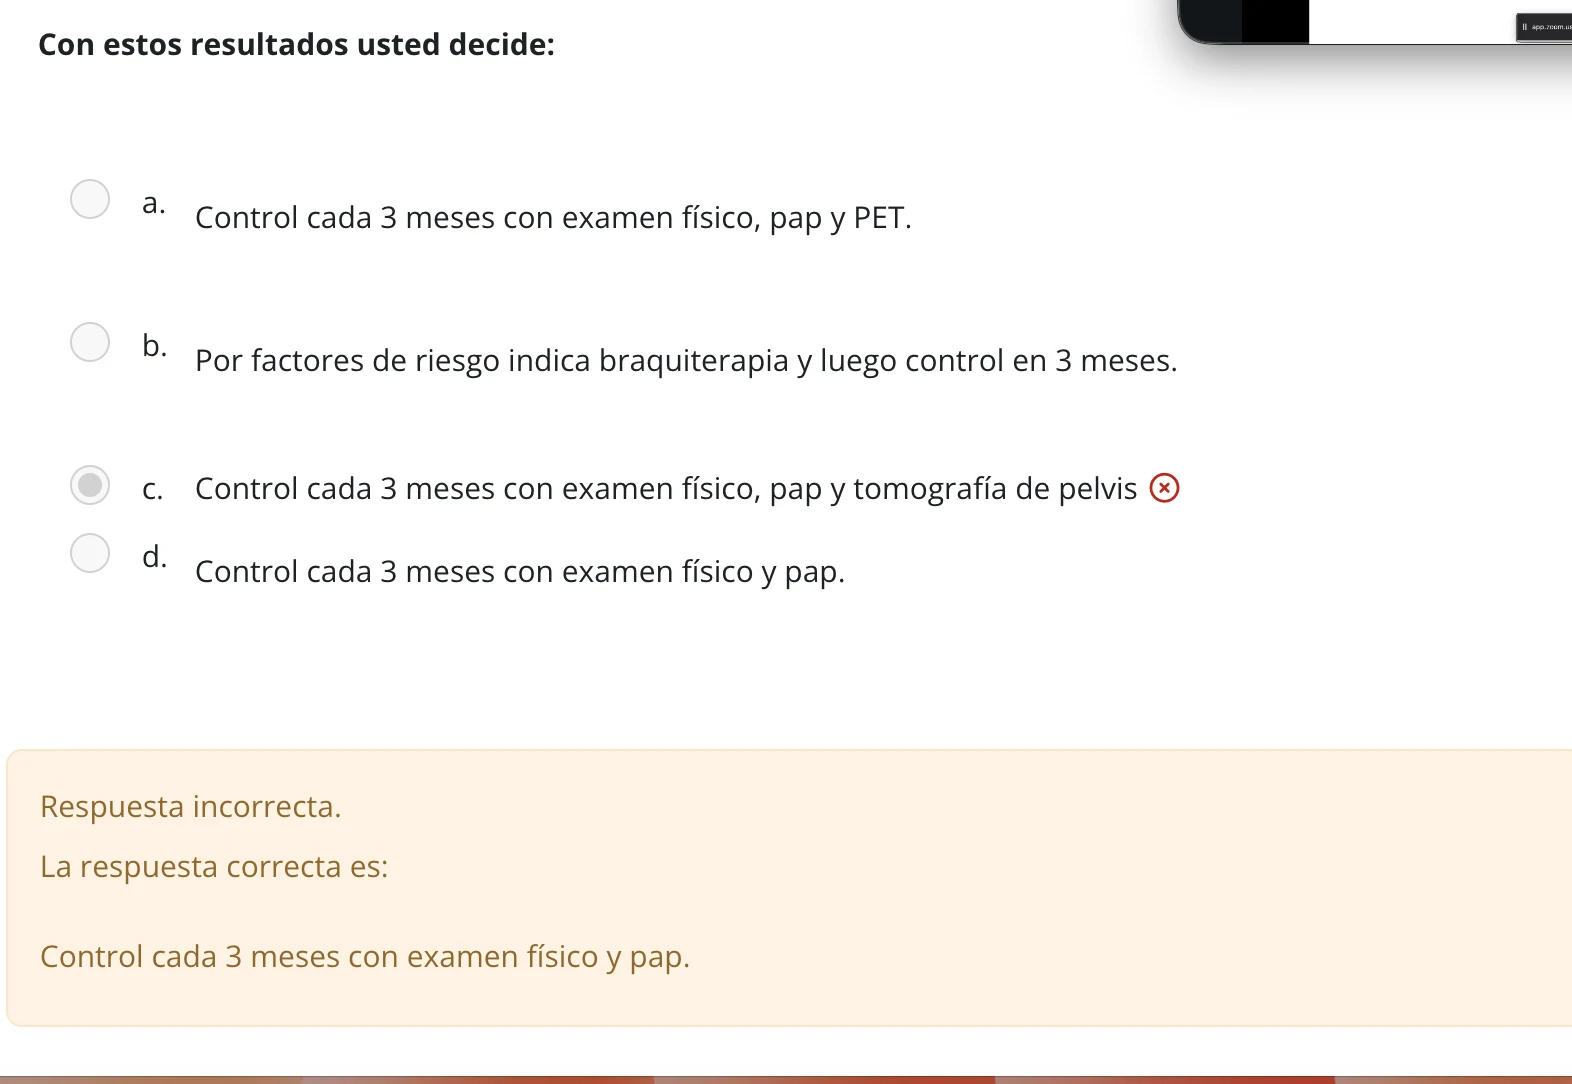 Con estos resultados usted decide:
app.zoom.us
a. Control cada 3 meses con examen físico, pap y PET.
b. Por factores de riesgo indica braquiterapia y luego control en 3 meses.
c. Control cada 3 meses con examen físico, pap y tomografía de pelvis
d. Control cada 3 meses con examen físico y pap.
Respuesta incorrecta.
La respuesta correcta es:
Control cada 3 meses con examen físico y pap.